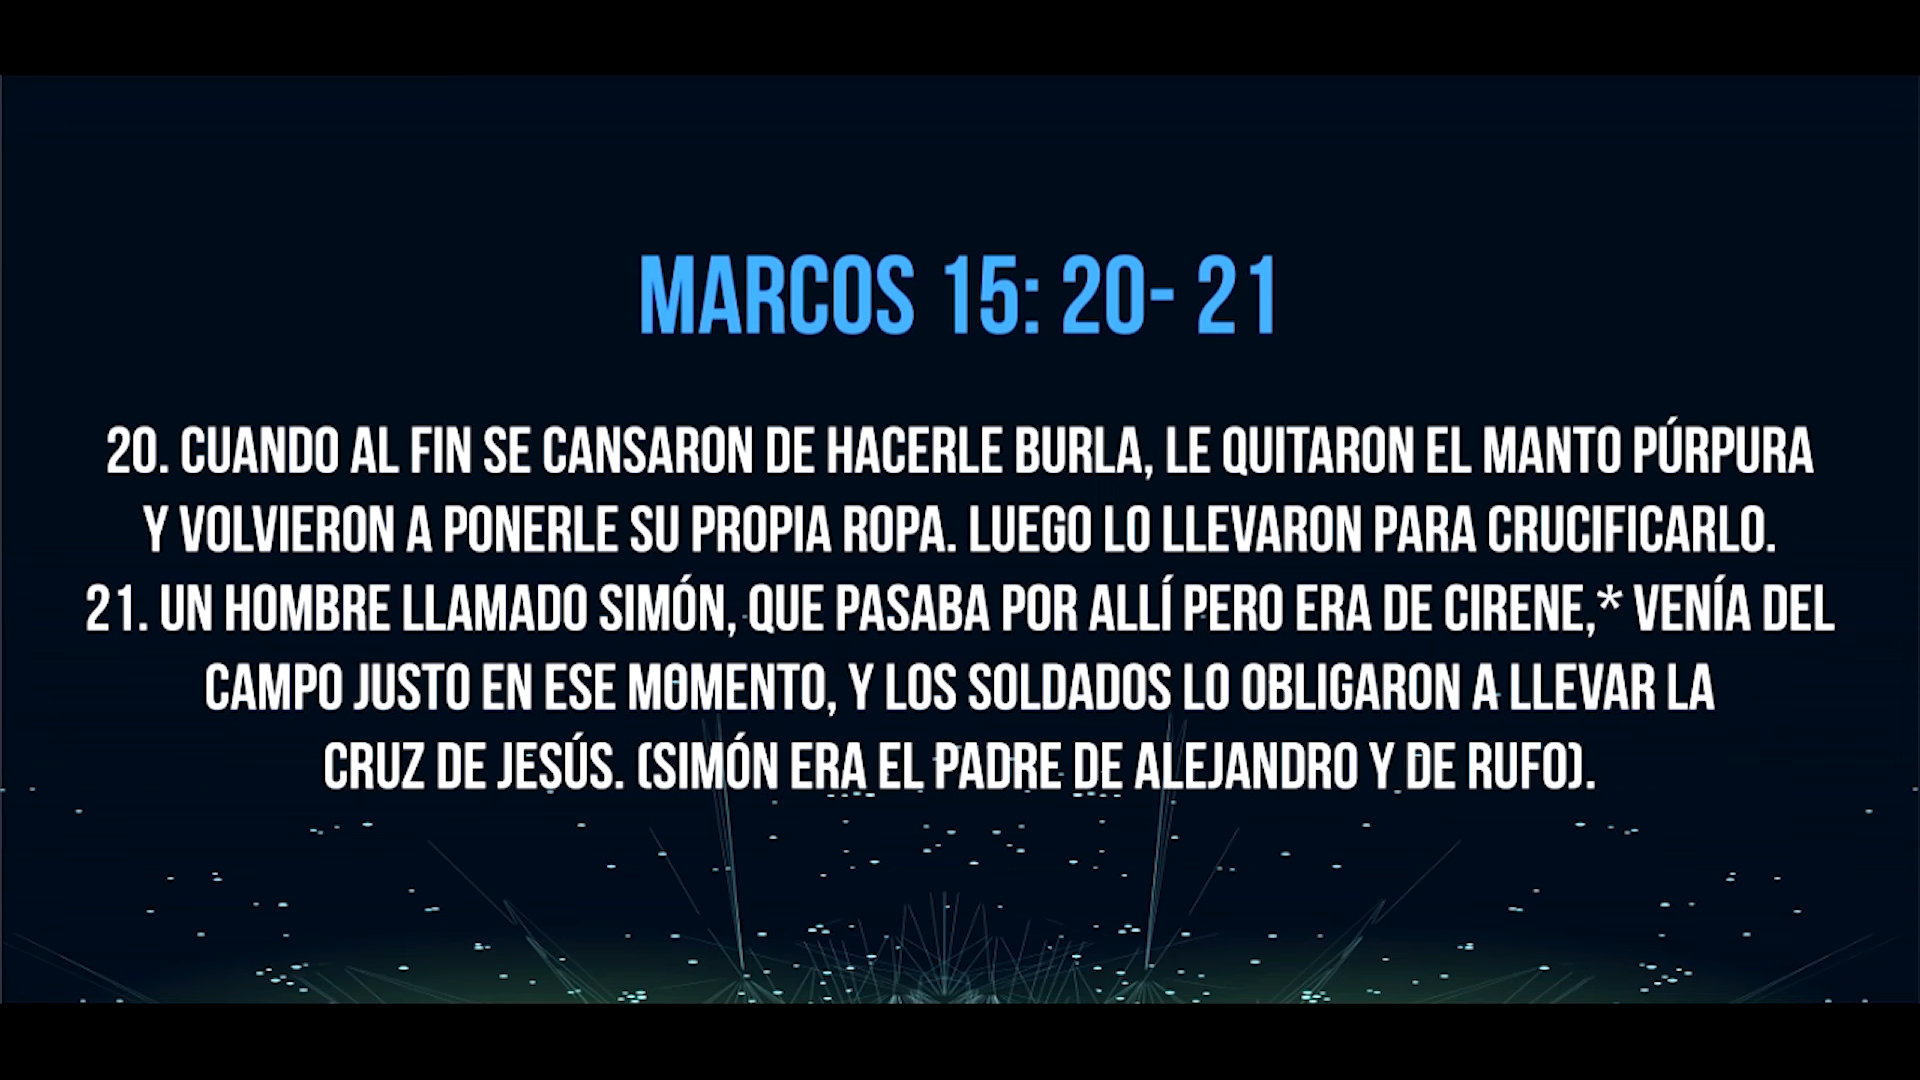 MARCOS 15: 20- 21
20. CUANDO AL FIN SE CANSARON DE HACERLE BURLA, LE QUITARON EL MANTO PÚRPURA
Y VOLVIERON A PONERLE SU PROPIA ROPA. LUEGO LO LLEVARON PARA CRUCIFICARLO.
21. UN HOMBRE LLAMADO SIMÓN, QUE PASABA POR ALLÍ PERO ERA DE CIRENE,* VENÍA DEL
CAMPO JUSTO EN ESE MOMENTO, Y LOS SOLDADOS LO OBLIGARON A LLEVAR LA
CRUZ DE JESÚS. (SIMÓN ERA EL PADRE DE ALEJANDRO Y DE RUFO).